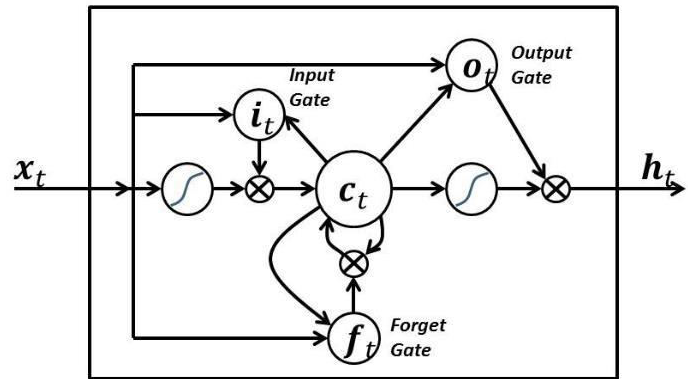 Output
Gate
o_t
Input
Gate
i_t
x_t
c_t
h_t
f_t
Forget
Gate